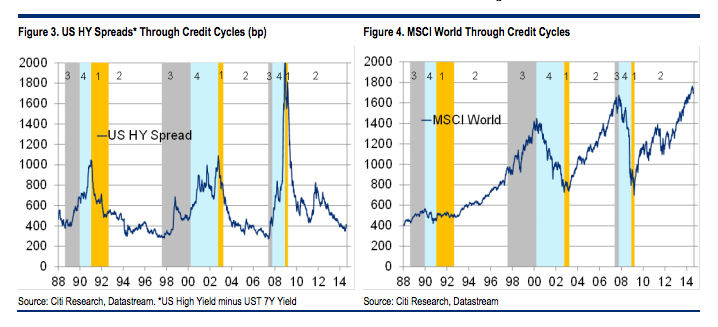 Figure 3. US HY Spreads* Through Credit Cycles (bp)
2000
1800
1600
1400
1200
1000
800
600
400
200
0
3 4 1 2 3 4 1 2 3 4 1 2
US HY Spread
88 90 92 94 96 98 00 02 04 06 08 10 12 14
Source: Citi Research, Datastream. *US High Yield minus UST 7Y Yield
Figure 4. MSCI World Through Credit Cycles
2000
1800
1600
1400
1200
1000
800
600
400
200
0
3 4 1 2 3 4 1 2 3 4 1 2
MSCI World
88 90 92 94 96 98 00 02 04 06 08 10 12 14
Source: Citi Research, Datastream